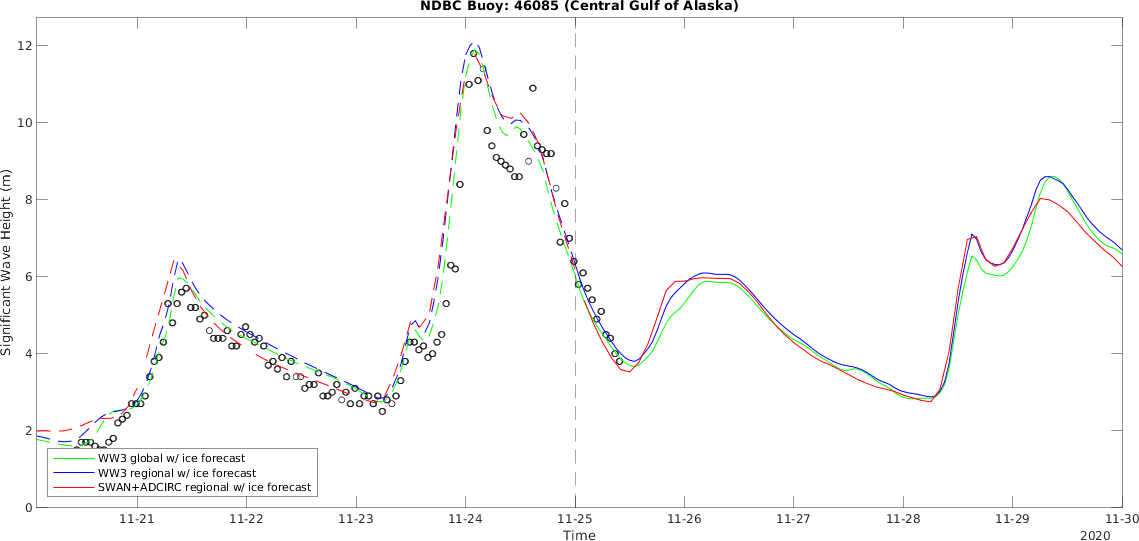 NDBC Buoy: 46085 (Central Gulf of Alaska)
12
10
8
6
4
2
0
Significant Wave Height (m)
WW3 global w/ ice forecast
WW3 regional w/ ice forecast
SWAN+ADCIRC regional w/ ice forecast
11-21 11-22 11-23 11-24 11-25 11-26 11-27 11-28 11-29 11-30
Time
2020